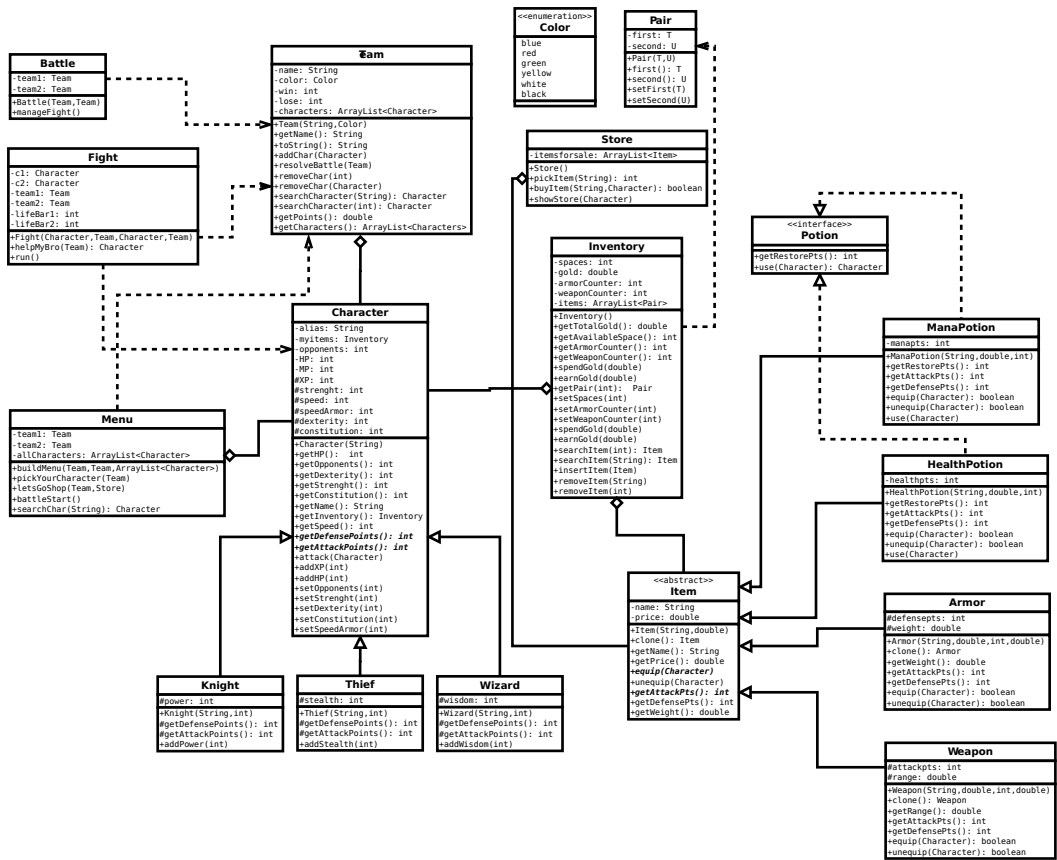 <<enumeration>>
Color
blue
red
green
yellow
white
black
Pair
-first: T
-second: U
+Pair(T,U)
+first(): T
+second(): U
+setFirst(T)
+setSecond(U)
Battle
-team1: Team
-team2: Team
+Battle(Team,Team)
+manageFight()
Team
-name: String
-color: Color
-win: int
-lose: int
-characters: ArrayList<Character>
+Team(String,Color)
+getName(): String
+toString(): String
+addChar(Character)
+resolveBattle(Team)
+removeChar(int)
+removeChar(Character)
+searchCharacter(String): Character
+searchCharacter(int): Character
+getPoints(): double
+getCharacters(): ArrayList<Characters>
Fight
-c1: Character
-c2: Character
-team1: Team
-team2: Team
-lifeBar1: int
-lifeBar2: int
+Fight(Character,Team,Character,Team)
+helpMyBro(Team): Character
+run()
Store
-itemsforsale: ArrayList<Item>
+Store()
+pickItem(String): int
+buyItem(String,Character): boolean
+showStore(Character)
<<interface>>
Potion
+getRestorePts(): int
+use(Character): Character
Inventory
-spaces: int
-gold: double
-armorCounter: int
-weaponCounter: int
-items: ArrayList<Pair>
+Inventory()
+getTotalGold(): double
+getAvailableSpace(): int
+getArmorCounter(): int
+getWeaponCounter(): int
+spendGold(double)
+earnGold(double)
+getPair(int): Pair
+setSpaces(int)
+setArmorCounter(int)
+setWeaponCounter(int)
+spendGold(double)
+earnGold(double)
+searchItem(int): Item
+searchItem(String): Item
+insertItem(Item)
+removeItem(String)
+removeItem(int)
Character
-alias: String
-myitems: Inventory
-opponents: int
-HP: int
-MP: int
#XP: int
#strenght: int
#speed: int
#speedArmor: int
#dexterity: int
#constitution: int
+Character(String)
+getHP(): int
+getOpponents(): int
+getDexterity(): int
+getStrenght(): int
+getConstitution(): int
+getName(): String
+getInventory(): Inventory
+getSpeed(): int
+getDefensePoints(): int
+getAttackPoints(): int
+attack(Character)
+addXP(int)
+addHP(int)
+setOpponents(int)
+setStrenght(int)
+setDexterity(int)
+setConstitution(int)
+setSpeedArmor(int)
ManaPotion
-manapts: int
+ManaPotion(String,double,int)
+getRestorePts(): int
+getAttackPts(): int
+getDefensePts(): int
+equip(Character): boolean
+unequip(Character): boolean
+use(Character)
Menu
-team1: Team
-team2: Team
-allCharacters: ArrayList<Character>
+buildMenu(Team,Team,ArrayList<Character>)
+pickYourCharacter(Team)
+letsGoShop(Team,Store)
+battleStart()
+searchChar(String): Character
HealthPotion
-healthpts: int
+HealthPotion(String,double,int)
+getRestorePts(): int
+getAttackPts(): int
+getDefensePts(): int
+equip(Character): boolean
+unequip(Character): boolean
+use(Character)
<<abstract>>
Item
-name: String
-price: double
+Item(String,double)
+clone(): Item
+getName(): String
+getPrice(): double
+equip(Character)
+unequip(Character)
+getAttackPts(): int
+getDefensePts(): int
+getWeight(): double
Armor
#defensepts: int
#weight: double
+Armor(String,double,int,double)
+clone(): Armor
+getWeight(): double
+getAttackPts(): int
+getDefensePts(): int
+equip(Character): boolean
+unequip(Character): boolean
Knight
#power: int
+Knight(String,int)
#getDefensePoints(): int
#getAttackPoints(): int
+addPower(int)
Thief
#stealth: int
+Thief(String,int)
#getDefensePoints(): int
#getAttackPoints(): int
+addStealth(int)
Wizard
#wisdom: int
+Wizard(String,int)
#getDefensePoints(): int
#getAttackPoints(): int
+addWisdom(int)
Weapon
#attackpts: int
#range: double
+Weapon(String,double,int,double)
+clone(): Weapon
+getRange(): double
+getAttackPts(): int
+getDefensePts(): int
+equip(Character): boolean
+unequip(Character): boolean